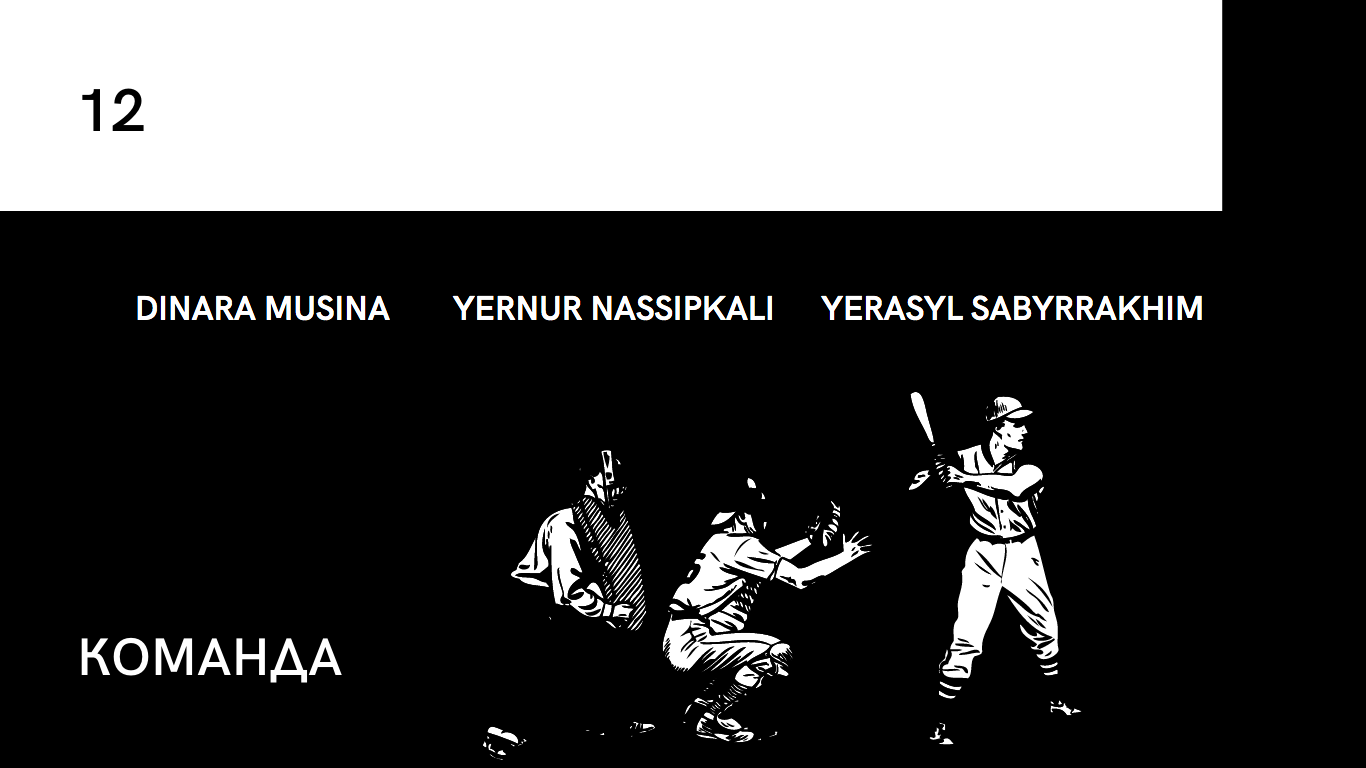 12
DINARA MUSINA
YERNUR NASSIPKALI
YERASYL SABYRRAKHIM
КОМАНДА